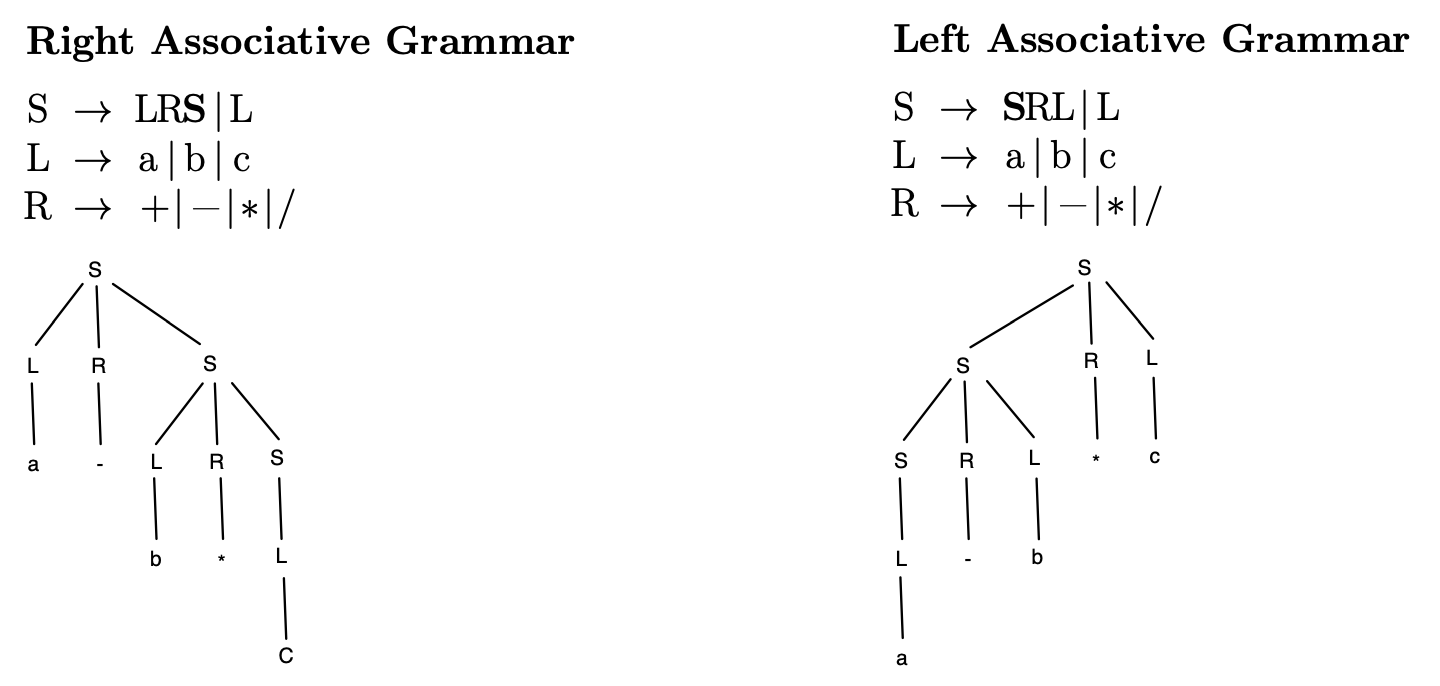 Right Associative Grammar
S → LRS | L
L → a | b | c
R → +|−|∗|/
S
L R S
a - L R S
b * L
C
Left Associative Grammar
S → SRL | L
L → a | b | c
R → +|−|∗|/
S
S R L
S R L * c
L - b
a